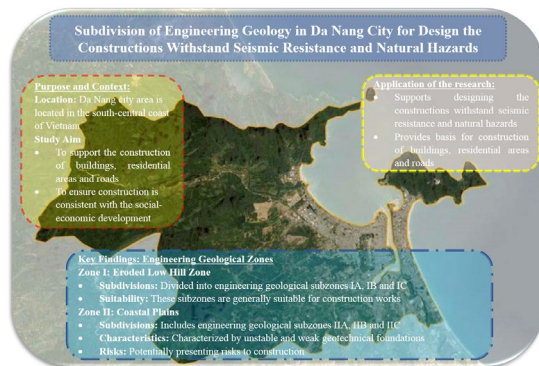 Subdivision of Engineering Geology in Da Nang City for Design the
Constructions Withstand Seismic Resistance and Natural Hazards
Purpose and Context:
Location: Da Nang city area is
located in the south-central coast
of Vietnam
Study Aim
• To support the construction
of buildings, residential
areas and roads
• To ensure construction is
consistent with the social-
economic development
Application of the research:
• Supports designing the
constructions withstand seismic
resistance and natural hazards
• Provides basis for construction
of buildings, residential areas
and roads
Key Findings: Engineering Geological Zones
Zone I: Eroded Low Hill Zone
• Subdivisions: Divided into engineering geological subzones IA, IB and IC
• Suitability: These subzones are generally suitable for construction works
Zone II: Coastal Plains
• Subdivisions: Includes engineering geological subzones IIA, IIB and IIC
• Characteristics: Characterized by unstable and weak geotechnical foundations
• Risks: Potentially presenting risks to construction